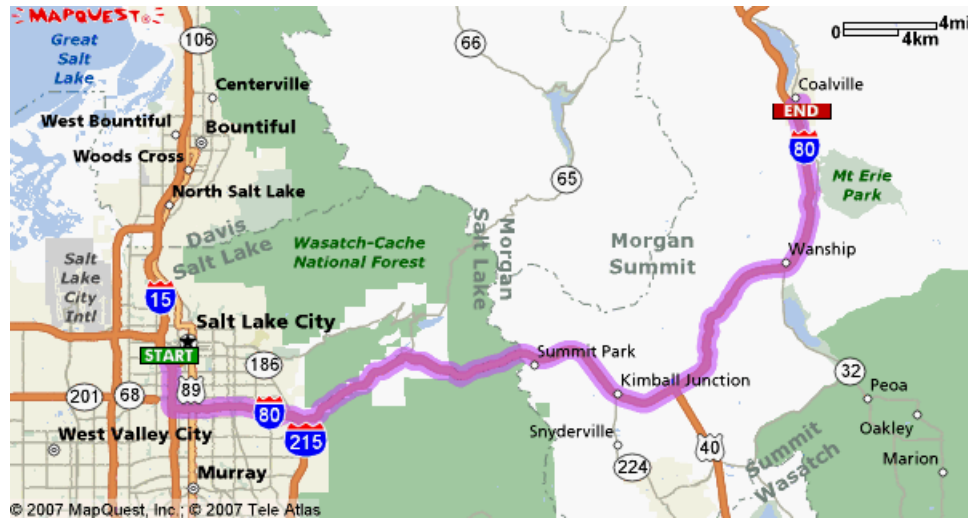 MAPQUEST®
Great
Salt
Lake
106
66
0
4mi
4km
Centerville
Coalville
END
West Bountiful
Bountiful
80
Woods Cross
65
Mt Erie
Park
North Salt Lake
Davis
Salt Lake
Wasatch-Cache
National Forest
Salt Lake
Morgan
Morgan
Summit
Wanship
Salt
Lake
City
Intl
15
Salt Lake City
START
186
Summit Park
32
201
68
89
80
Kimball Junction
Peoa
West Valley City
215
Snyderville
40
Oakley
Murray
224
Summit
Wasatch
Marion
© 2007 MapQuest, Inc.; © 2007 Tele Atlas